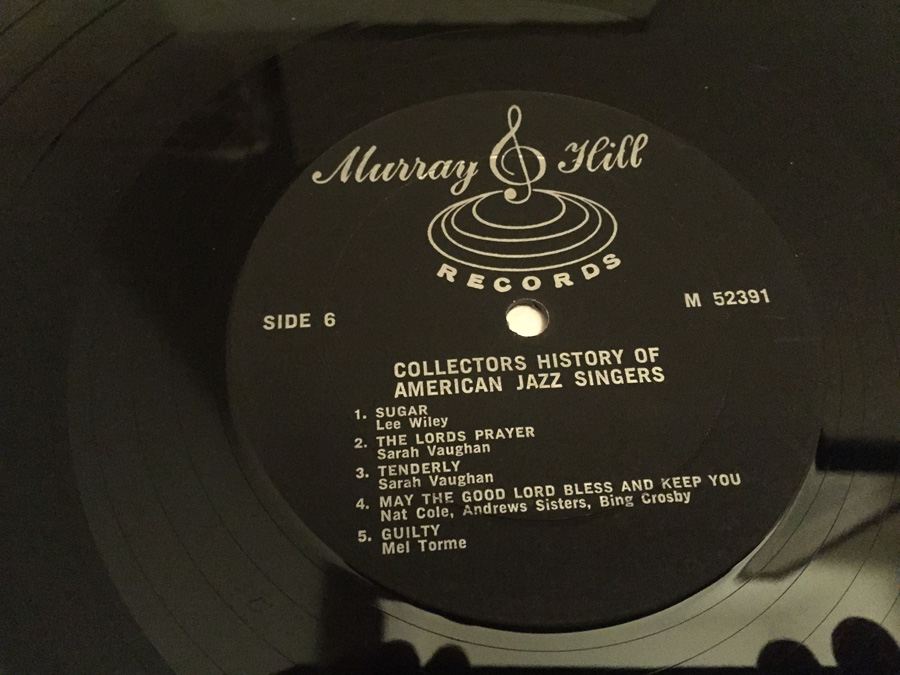 Murray Hill
RECORDS
SIDE 6
M 52391
COLLECTORS HISTORY OF
AMERICAN JAZZ SINGERS
1. SUGAR
Lee Wiley
2. THE LORDS PRAYER
Sarah Vaughan
3. TENDERLY
Sarah Vaughan
4. MAY THE GOOD LORD BLESS AND KEEP YOU
Nat Cole, Andrews Sisters, Bing Crosby
5. GUILTY
Mel Torme